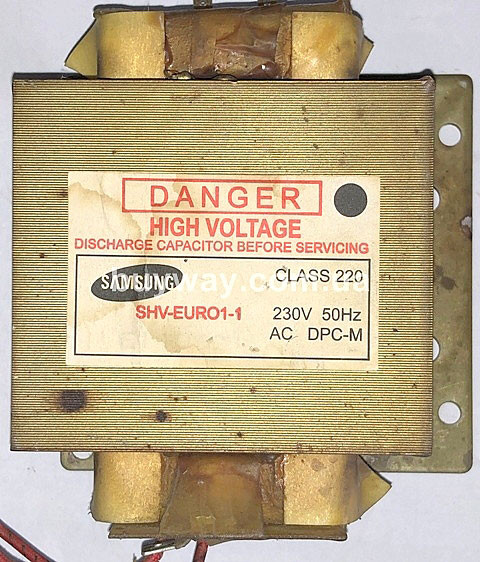 DANGER
HIGH VOLTAGE
DISCHARGE CAPACITOR BEFORE SERVICING
SAMSUNG
CLASS 220
SHV-EURO1-1
230V 50Hz
AC DPC-M